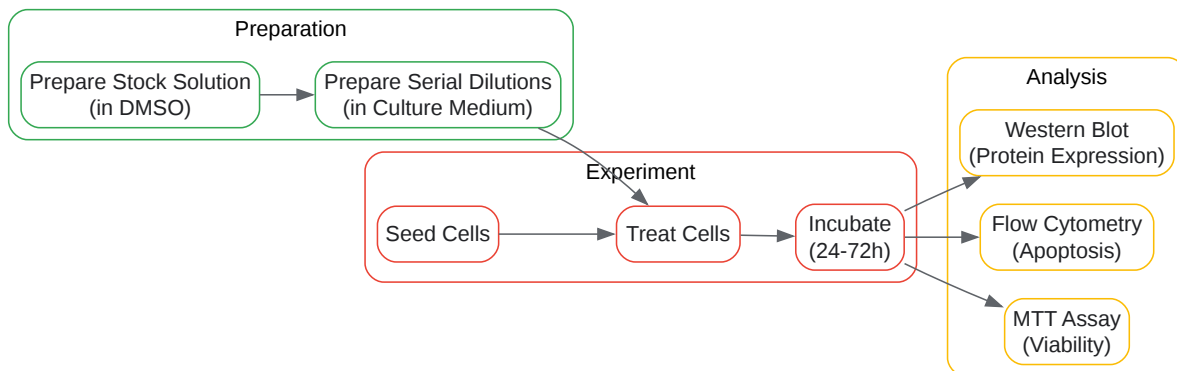 Preparation
Prepare Stock Solution
(in DMSO)
Prepare Serial Dilutions
(in Culture Medium)
Experiment
Seed Cells
Treat Cells
Incubate
(24-72h)
Analysis
Western Blot
(Protein Expression)
Flow Cytometry
(Apoptosis)
MTT Assay
(Viability)